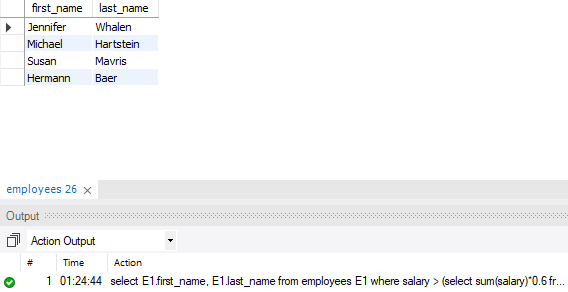 first_name last_name
Jennifer Whalen
Michael Hartstein
Susan Mavris
Hermann Baer
employees 26
Output
Action Output
# Time Action
1 01:24:44 select E1.first_name, E1.last_name from employees E1 where salary > (select sum(salary)*0.6 fr...